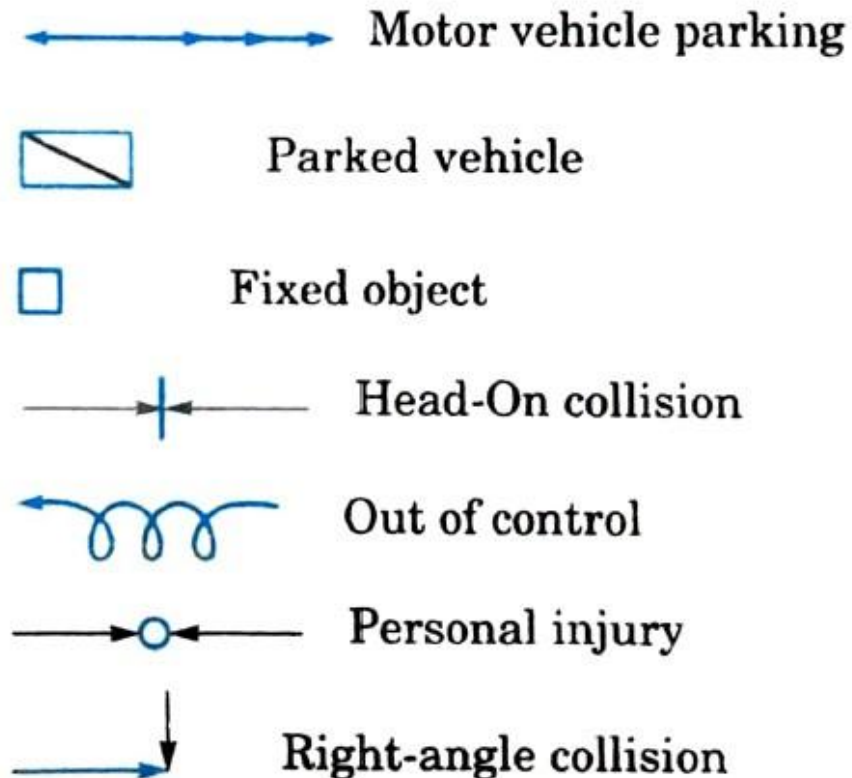 Motor vehicle parking
Parked vehicle
Fixed object
Head-On collision
Out of control
Personal injury
Right-angle collision